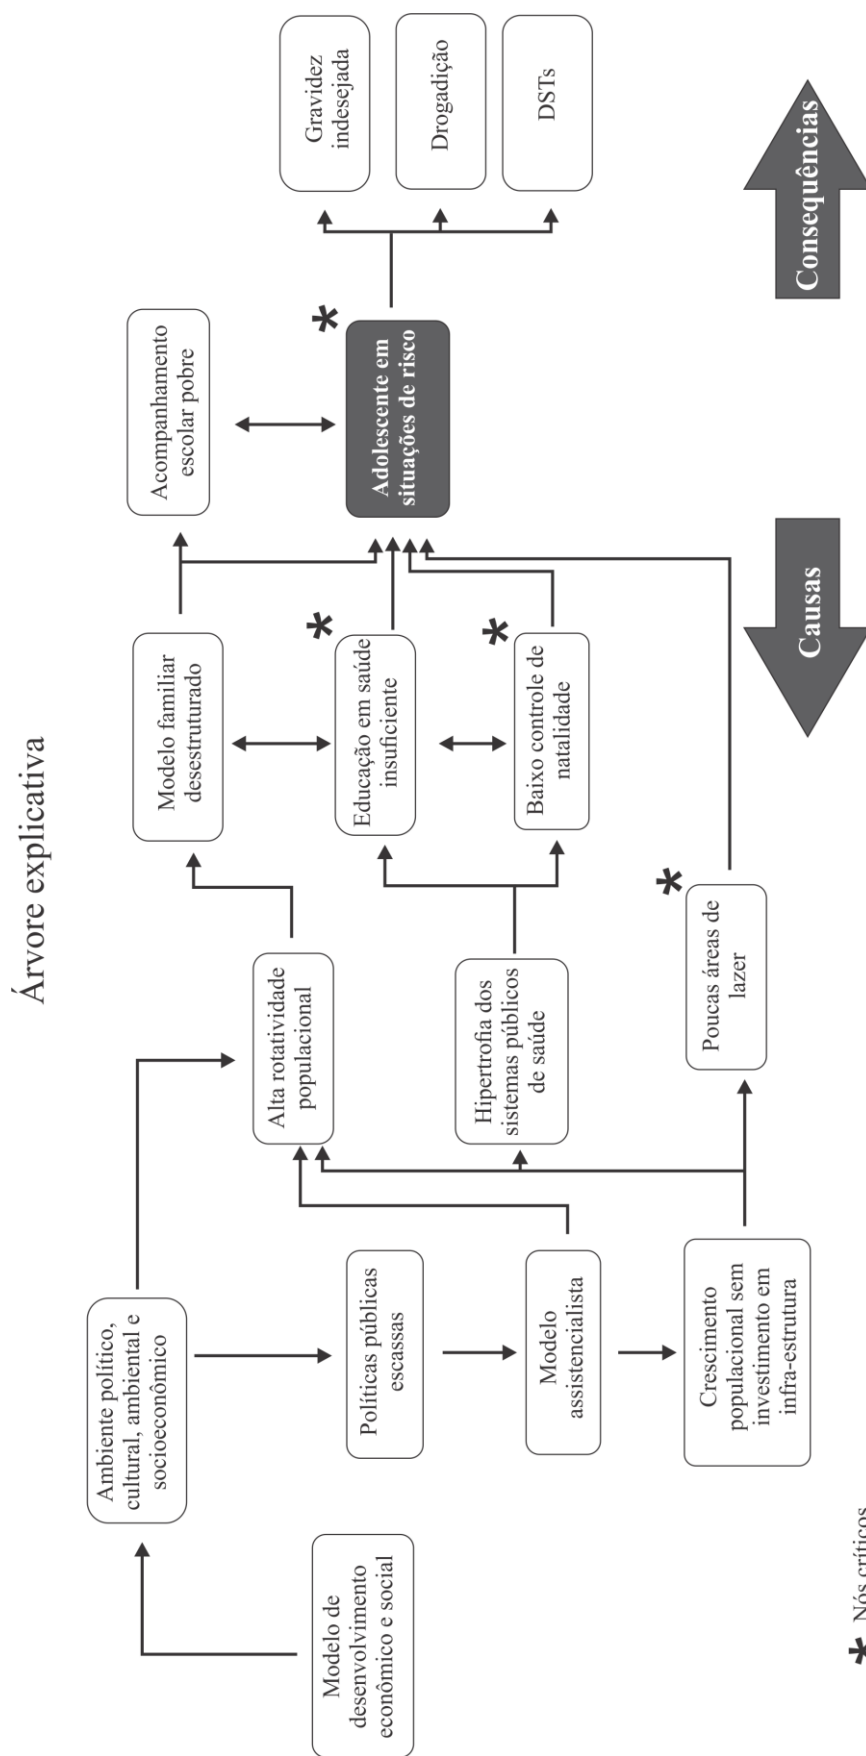 Árvore explicativa
Modelo de
desenvolvimento
econômico e social
Ambiente político,
cultural, ambiental e
socioeconômico
Políticas públicas
escassas
Modelo
assistencialista
Crescimento
populacional sem
investimento em
infra-estrutura
Alta rotatividade
populacional
Hipertrofia dos
sistemas públicos
de saúde
Poucas áreas de
lazer
Modelo familiar
desestruturado
Educação em saúde
insuficiente
Baixo controle de
natalidade
Acompanhamento
escolar pobre
Adolescente em
situações de risco
Gravidez
indesejada
Drogadição
DSTs
Causas
Consequências
* Nós críticos